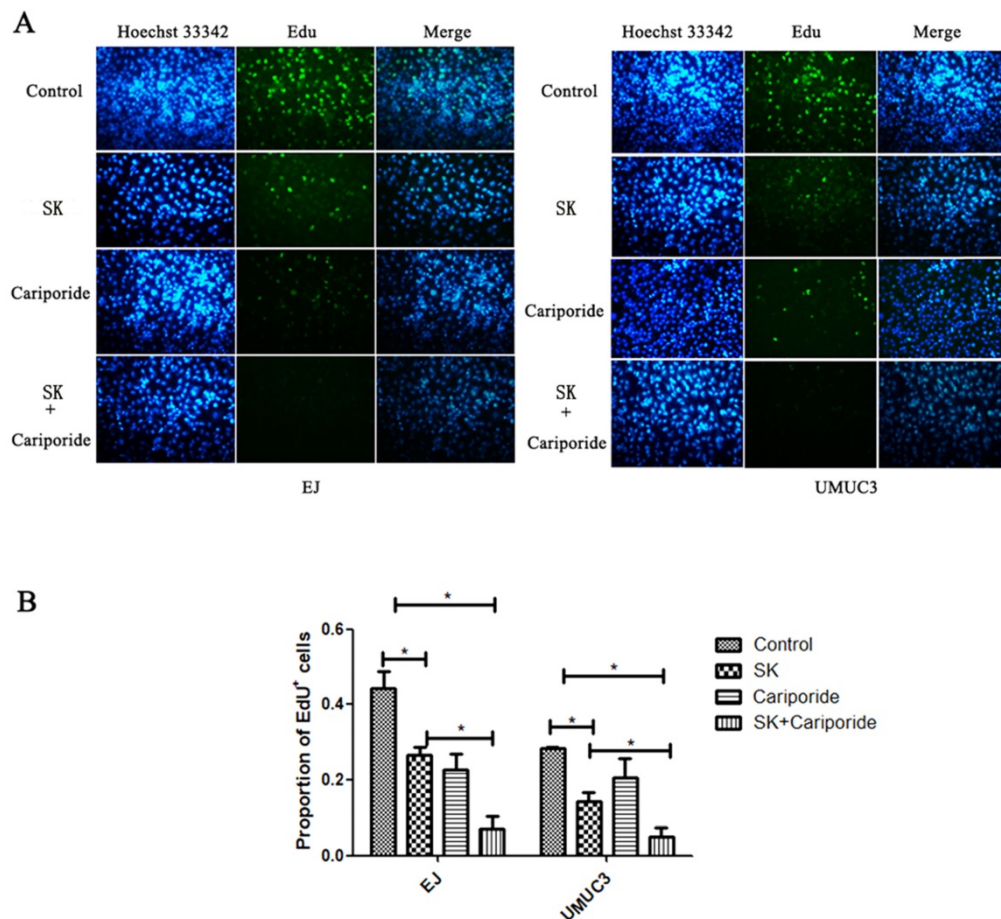 A
Hoechst 33342 Edu Merge
Control
SK
Cariporide
SK
+
Cariporide
EJ
Hoechst 33342 Edu Merge
Control
SK
Cariporide
SK
+
Cariporide
UMUC3
B
Proportion of EdU⁺ cells
0.6
0.4
0.2
0.0
*
*
*
*
*
*
EJ
UMUC3
Control
SK
Cariporide
SK+Cariporide